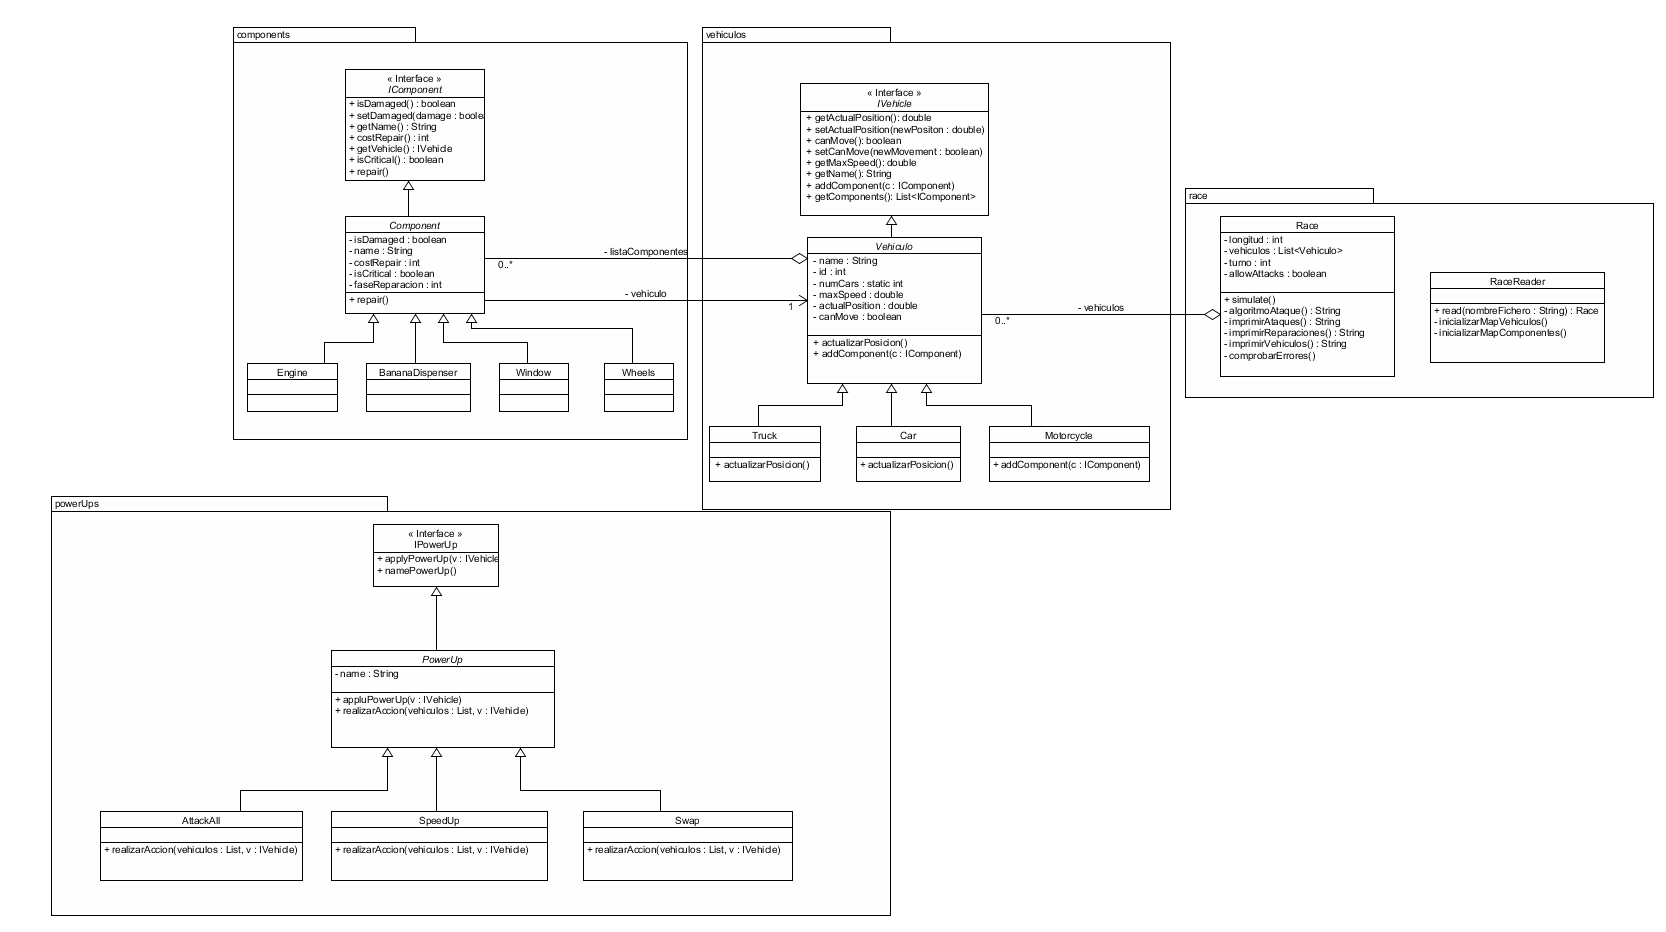 components
« Interface »
IComponent
+ isDamaged() : boolean
+ setDamaged(damage : boole
+ getName() : String
+ costRepair() : int
+ getVehicle() : IVehicle
+ isCritical() : boolean
+ repair()
Component
- isDamaged : boolean
- name : String
- costRepair : int
- isCritical : boolean
- faseReparacion : int
+ repair()
Engine
BananaDispenser
Window
Wheels
- listaComponentes
0..*
- vehiculo
1
vehiculos
« Interface »
IVehicle
+ getActualPosition(): double
+ setActualPosition(newPositon : double)
+ canMove(): boolean
+ setCanMove(newMovement : boolean)
+ getMaxSpeed(): double
+ getName(): String
+ addComponent(c : IComponent)
+ getComponents(): List<IComponent>
Vehiculo
- name : String
- id : int
- numCars : static int
- maxSpeed : double
- actualPosition : double
- canMove : boolean
+ actualizarPosicion()
+ addComponent(c : IComponent)
Truck
+ actualizarPosicion()
Car
+ actualizarPosicion()
Motorcycle
+ addComponent(c : IComponent)
- vehiculos
0..*
race
Race
- longitud : int
- vehiculos : List<Vehiculo>
- turno : int
- allowAttacks : boolean
+ simulate()
- algoritmoAtaque() : String
- imprimirAtaques() : String
- imprimirReparaciones() : String
- imprimirVehiculos() : String
- comprobarErrores()
RaceReader
+ read(nombreFichero : String) : Race
- inicializarMapVehiculos()
- inicializarMapComponentes()
powerUps
« Interface »
IPowerUp
+ applyPowerUp(v : IVehicle
+ namePowerUp()
PowerUp
- name : String
+ appluPowerUp(v : IVehicle)
+ realizarAccion(vehiculos : List, v : IVehicle)
AttackAll
+ realizarAccion(vehiculos : List, v : IVehicle)
SpeedUp
+ realizarAccion(vehiculos : List, v : IVehicle)
Swap
+ realizarAccion(vehiculos : List, v : IVehicle)